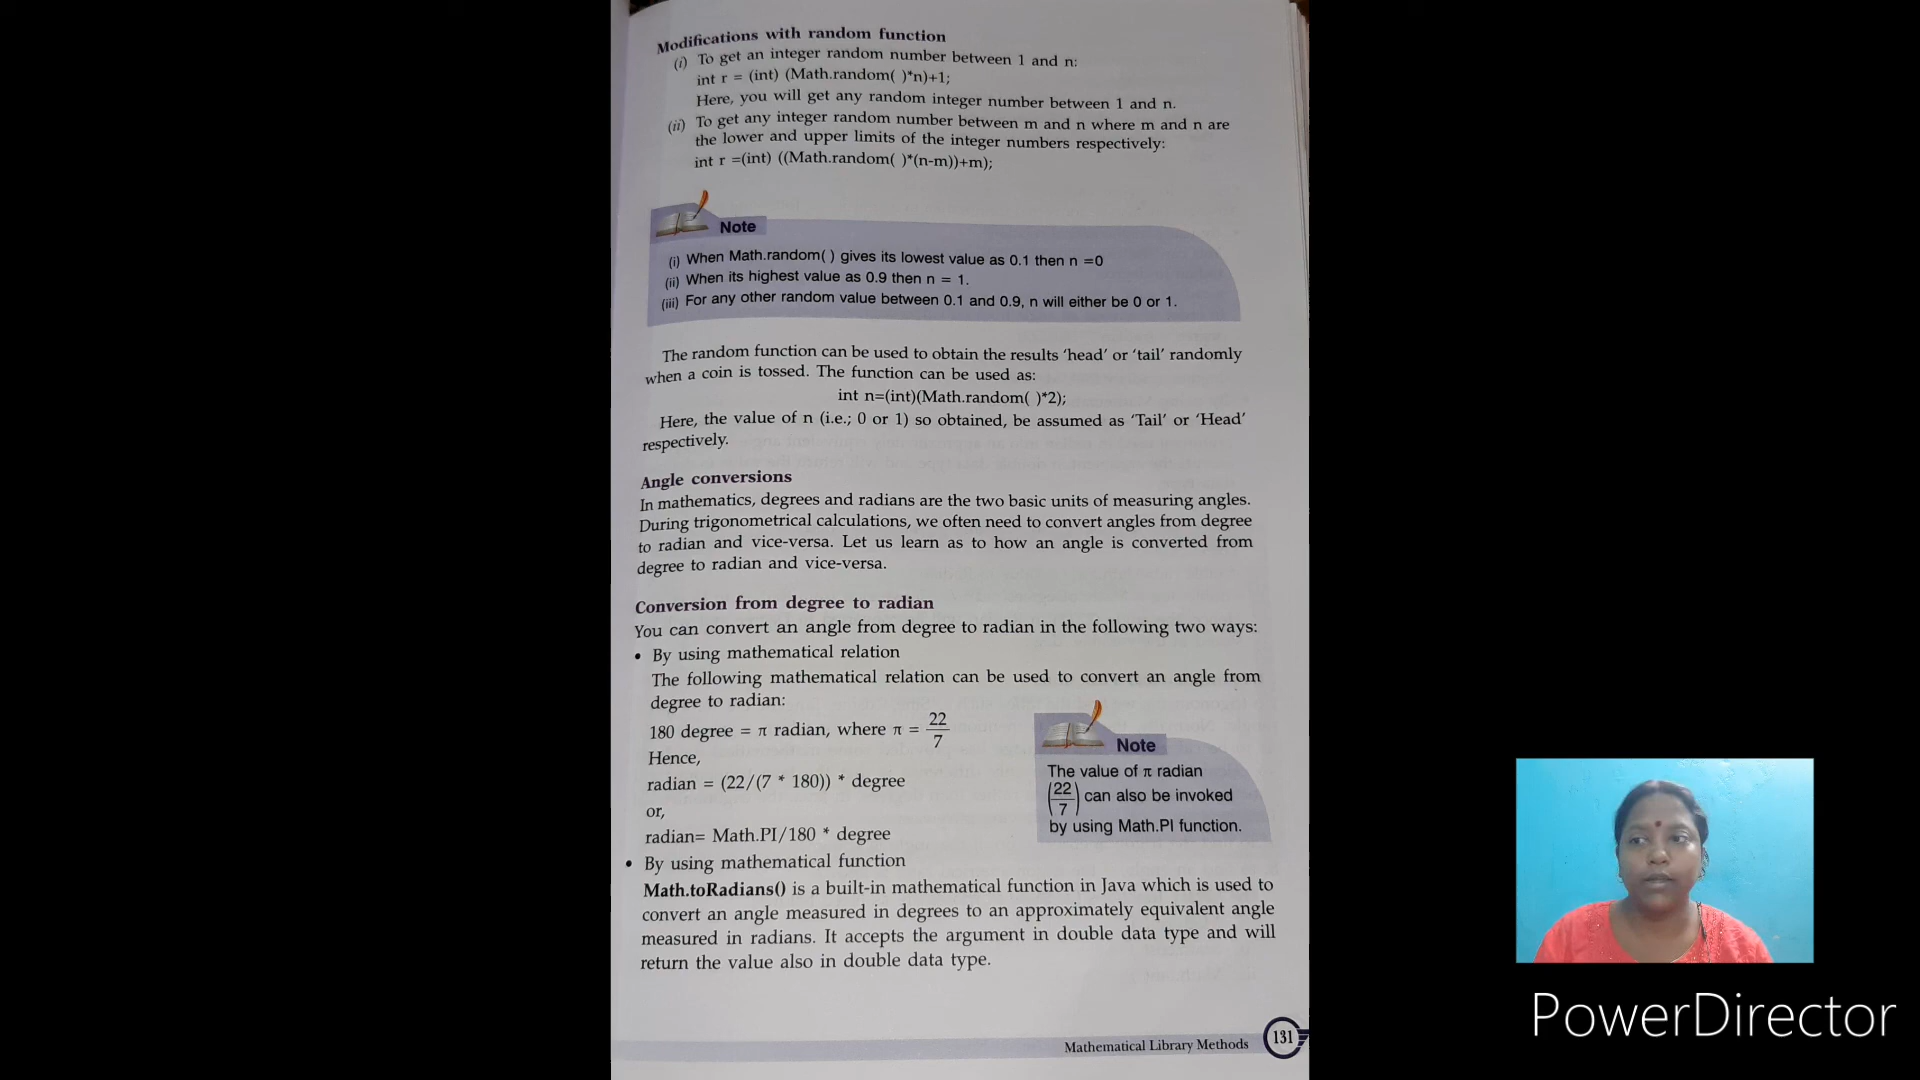 Modifications with random function
(i) To get an integer random number between 1 and n:
int r = (int) (Math.random( )*n)+1;
Here, you will get any random integer number between 1 and n.
(ii) To get any integer random number between m and n where m and n are
the lower and upper limits of the integer numbers respectively:
int r =(int) ((Math.random( )*(n-m))+m);
Note
(i) When Math.random( ) gives its lowest value as 0.1 then n =0
(ii) When its highest value as 0.9 then n = 1.
(iii) For any other random value between 0.1 and 0.9, n will either be 0 or 1.
The random function can be used to obtain the results ‘head’ or ‘tail’ randomly
when a coin is tossed. The function can be used as:
int n=(int)(Math.random( )*2);
Here, the value of n (i.e.; 0 or 1) so obtained, be assumed as ‘Tail’ or ‘Head’
respectively.
Angle conversions
In mathematics, degrees and radians are the two basic units of measuring angles.
During trigonometrical calculations, we often need to convert angles from degree
to radian and vice-versa. Let us learn as to how an angle is converted from
degree to radian and vice-versa.
Conversion from degree to radian
You can convert an angle from degree to radian in the following two ways:
• By using mathematical relation
The following mathematical relation can be used to convert an angle from
degree to radian:
180 degree = π radian, where π = 22/7
Hence,
radian = (22/(7 * 180)) * degree
or,
radian= Math.PI/180 * degree
Note
The value of π radian
(22/7) can also be invoked
by using Math.PI function.
• By using mathematical function
Math.toRadians() is a built-in mathematical function in Java which is used to
convert an angle measured in degrees to an approximately equivalent angle
measured in radians. It accepts the argument in double data type and will
return the value also in double data type.
Mathematical Library Methods 131
PowerDirector